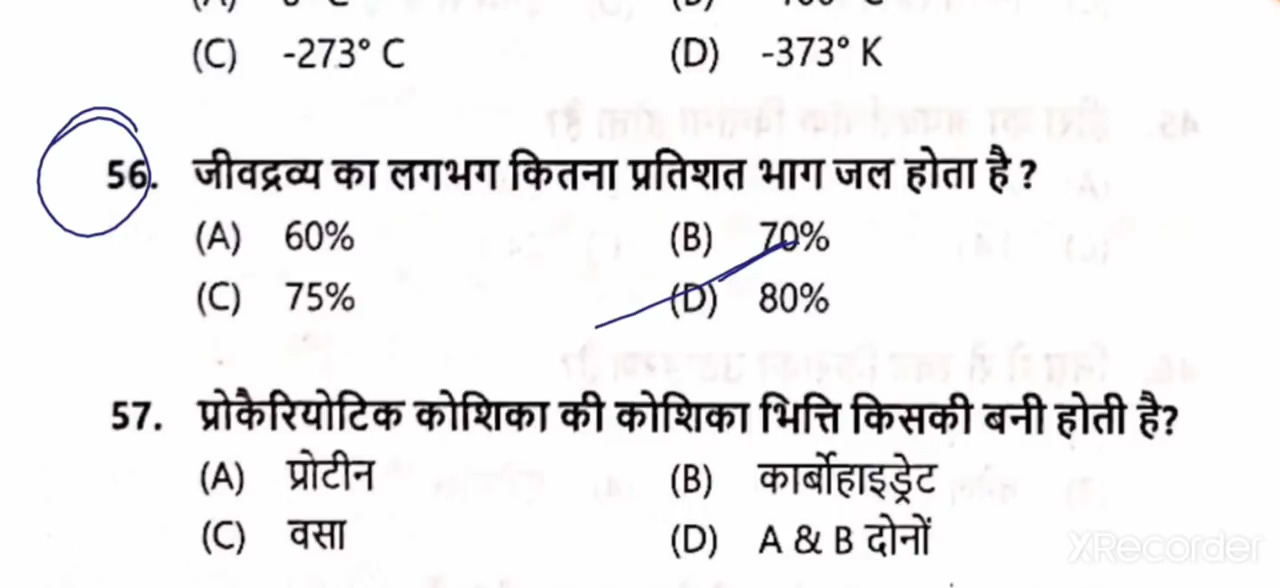 (C) -273° C (D) -373° K
56. जीवद्रव्य का लगभग कितना प्रतिशत भाग जल होता है?
(A) 60% (B) 70%
(C) 75% (D) 80%
57. प्रोकैरियोटिक कोशिका की कोशिका भित्ति किसकी बनी होती है?
(A) प्रोटीन (B) कार्बोहाइड्रेट
(C) वसा (D) A & B दोनों
XRecorder